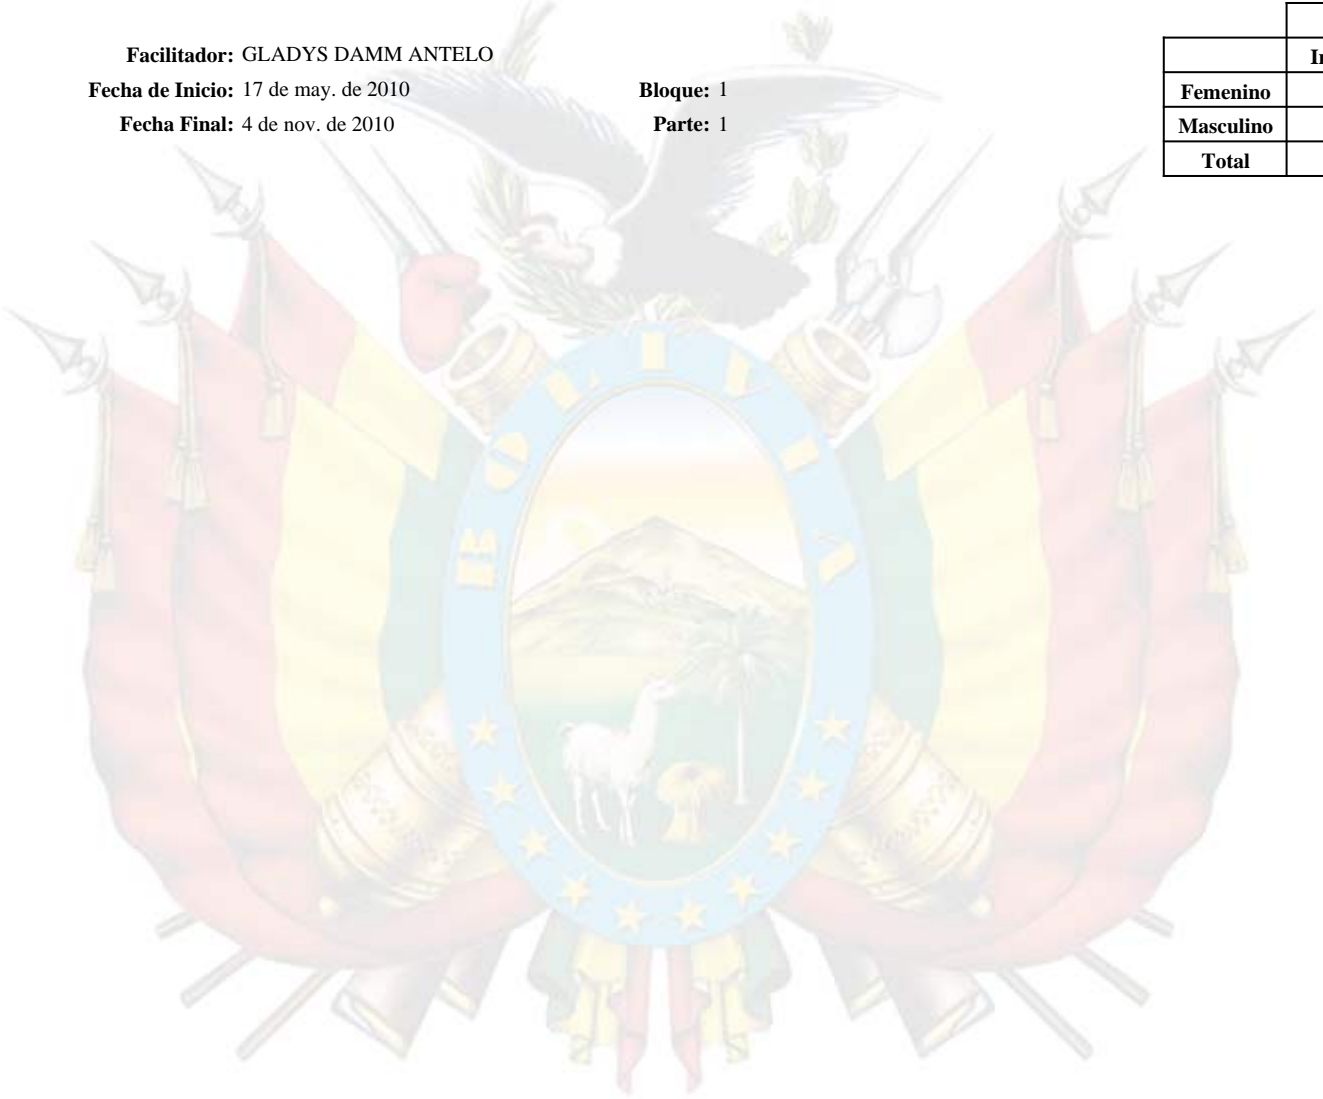 Facilitador: GLADYS DAMM ANTELO
Fecha de Inicio: 17 de may. de 2010 Bloque: 1
Fecha Final: 4 de nov. de 2010 Parte: 1
Femenino
Masculino
Total
BOLIVIA